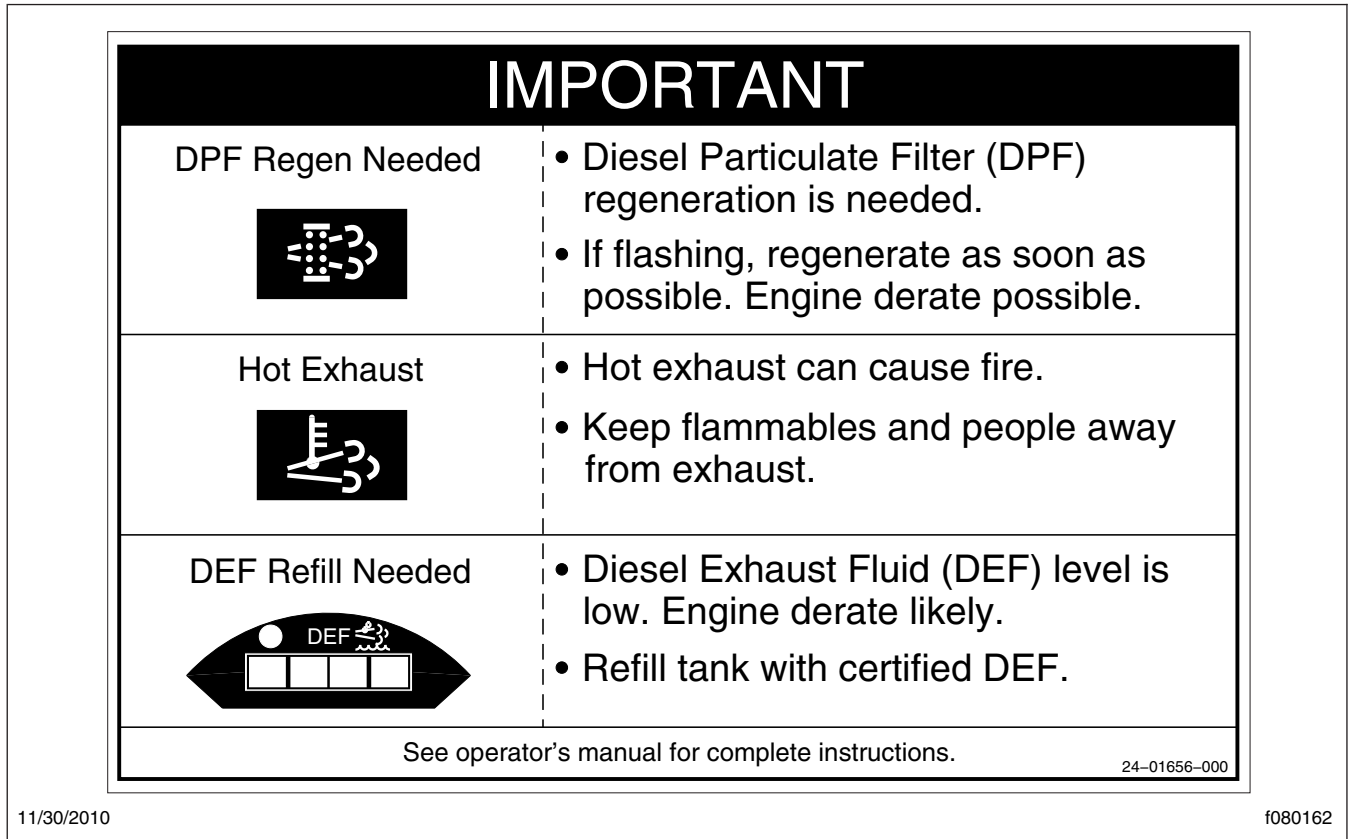 IMPORTANT
DPF Regen Needed
• Diesel Particulate Filter (DPF)
regeneration is needed.
• If flashing, regenerate as soon as
possible. Engine derate possible.
Hot Exhaust
• Hot exhaust can cause fire.
• Keep flammables and people away
from exhaust.
DEF Refill Needed
DEF
• Diesel Exhaust Fluid (DEF) level is
low. Engine derate likely.
• Refill tank with certified DEF.
See operator’s manual for complete instructions.
24–01656–000
11/30/2010
f080162